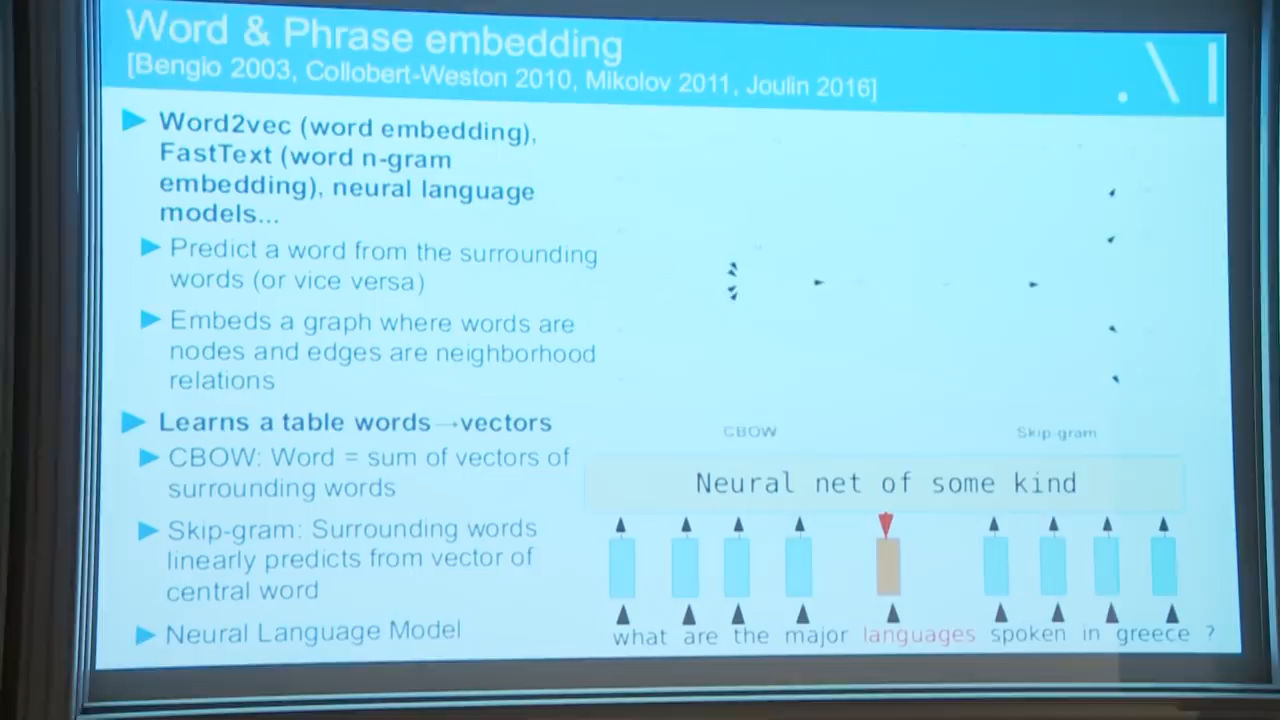 Word & Phrase embedding
[Bengio 2003, Collobert-Weston 2010, Mikolov 2011, Joulin 2016]
Word2vec (word embedding),
FastText (word n-gram
embedding), neural language
models...
Predict a word from the surrounding
words (or vice versa)
Embeds a graph where words are
nodes and edges are neighborhood
relations
Learns a table words→vectors
CBOW: Word = sum of vectors of
surrounding words
Skip-gram: Surrounding words
linearly predicts from vector of
central word
Neural Language Model
CBOW
Skip-gram
Neural net of some kind
what are the major languages spoken in greece ?